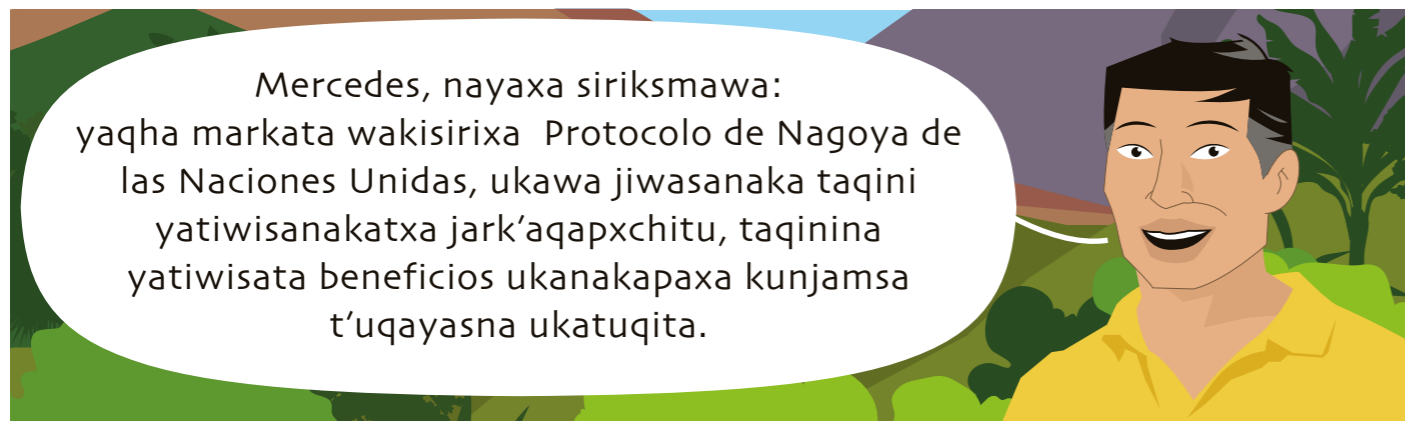 Mercedes, nayaxa siriksmawa:
yaqha markata wakisirixa Protocolo de Nagoya de
las Naciones Unidas, ukawa jiwasanaka taqini
yatiwisanakatxa jark’aqapxchitu, taqinina
yatiwisata beneficios ukanakapaxa kunjamsa
t’uqayasna ukatuqita.